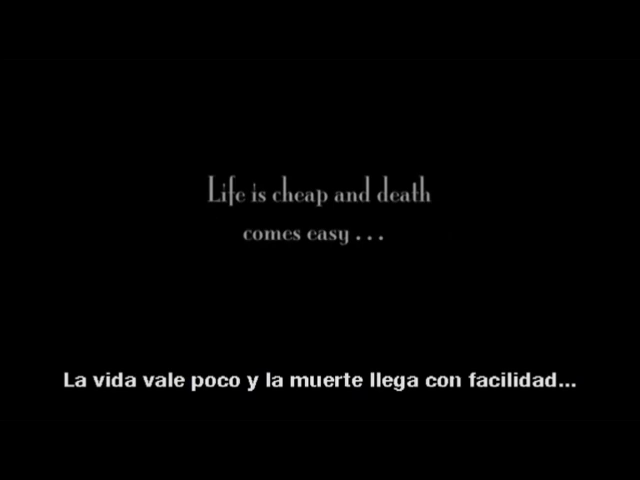 Life is cheap and death
comes easy . . .
La vida vale poco y la muerte llega con facilidad...